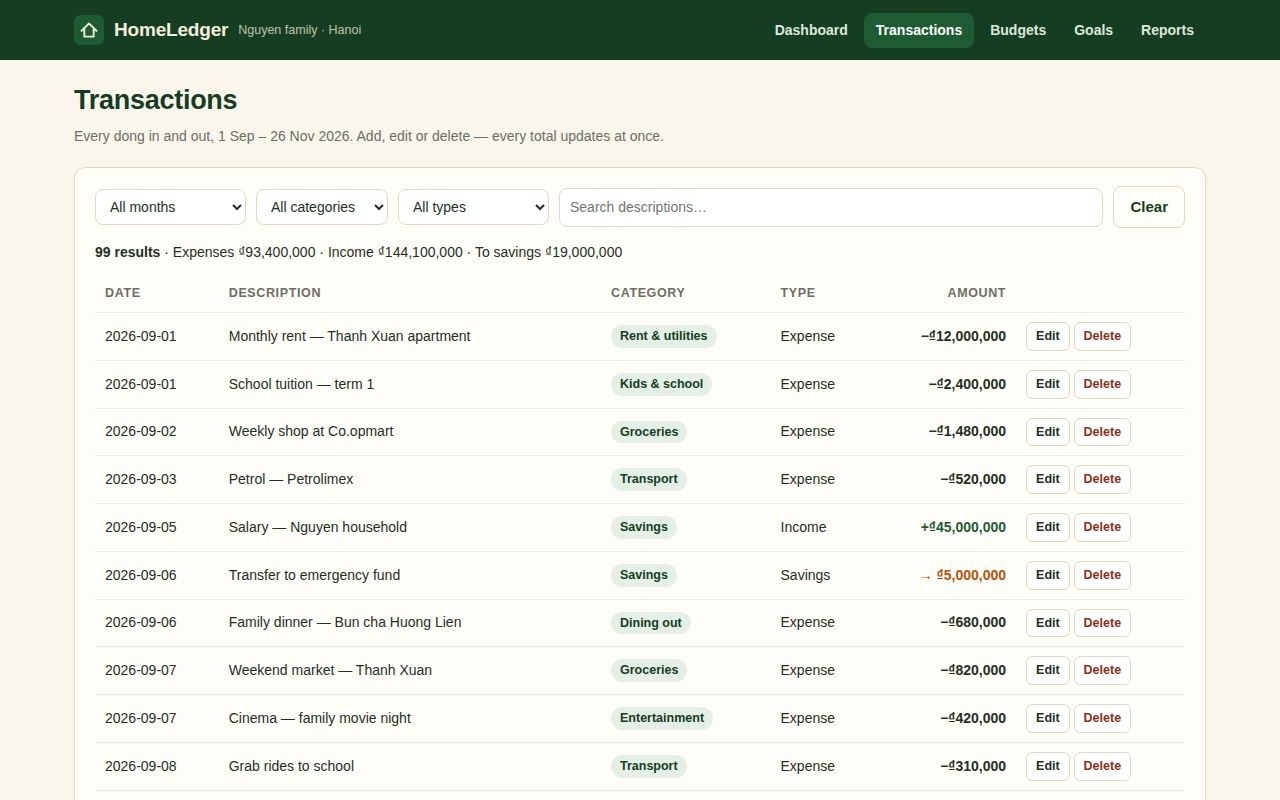 HomeLedger Nguyen family · Hanoi Dashboard Transactions Budgets Goals Reports
Transactions
Every dong in and out, 1 Sep – 26 Nov 2026. Add, edit or delete — every total updates at once.
All months All categories All types Search descriptions… Clear
99 results · Expenses ₫93,400,000 · Income ₫144,100,000 · To savings ₫19,000,000
DATE DESCRIPTION CATEGORY TYPE AMOUNT
2026-09-01 Monthly rent — Thanh Xuan apartment Rent & utilities Expense −₫12,000,000 Edit Delete
2026-09-01 School tuition — term 1 Kids & school Expense −₫2,400,000 Edit Delete
2026-09-02 Weekly shop at Co.opmart Groceries Expense −₫1,480,000 Edit Delete
2026-09-03 Petrol — Petrolimex Transport Expense −₫520,000 Edit Delete
2026-09-05 Salary — Nguyen household Savings Income +₫45,000,000 Edit Delete
2026-09-06 Transfer to emergency fund Savings Savings → ₫5,000,000 Edit Delete
2026-09-06 Family dinner — Bun cha Huong Lien Dining out Expense −₫680,000 Edit Delete
2026-09-07 Weekend market — Thanh Xuan Groceries Expense −₫820,000 Edit Delete
2026-09-07 Cinema — family movie night Entertainment Expense −₫420,000 Edit Delete
2026-09-08 Grab rides to school Transport Expense −₫310,000 Edit Delete